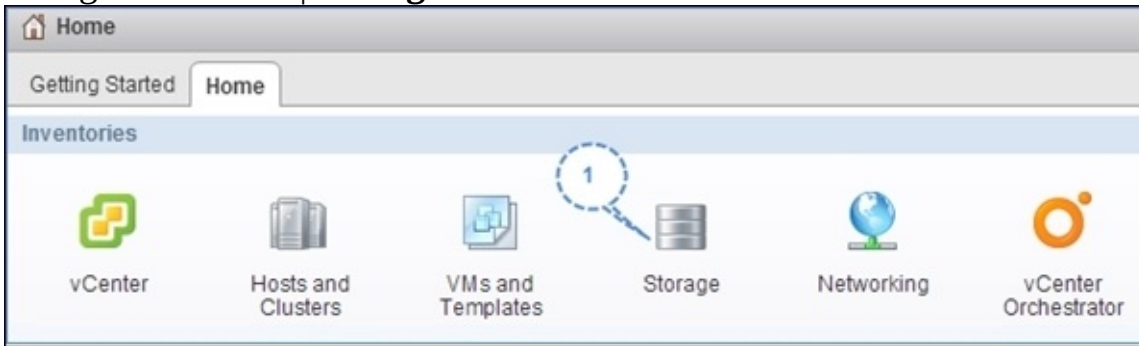 Home
Getting Started Home
Inventories
1
vCenter Hosts and Clusters VMs and Templates Storage Networking vCenter Orchestrator